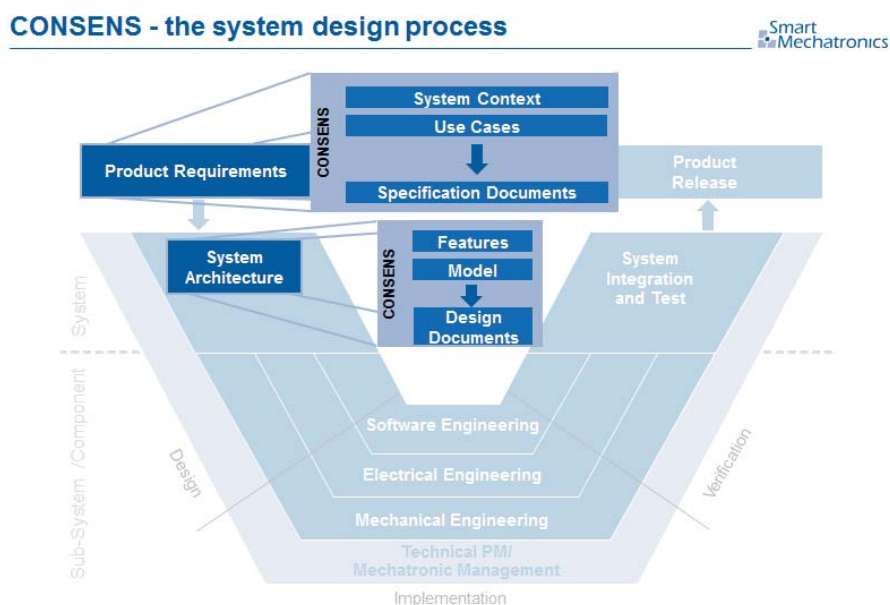 CONSENS - the system design process
Smart
Mechatronics
CONSENS
System Context
Use Cases
Specification Documents
Product Requirements
Product
Release
System
Architecture
CONSENS
Features
Model
Design
Documents
System
Integration
and Test
System
Sub-System /Component
Design
Verification
Software Engineering
Electrical Engineering
Mechanical Engineering
Technical PM/
Mechatronic Management
Implementation